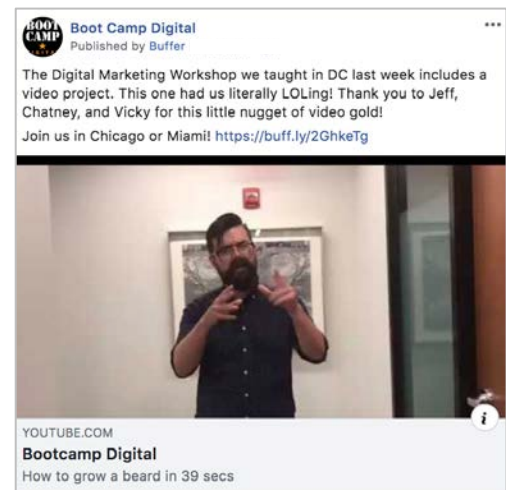 BOOT
CAMP
Boot Camp Digital
Published by Buffer
The Digital Marketing Workshop we taught in DC last week includes a
video project. This one had us literally LOLing! Thank you to Jeff,
Chatney, and Vicky for this little nugget of video gold!
Join us in Chicago or Miami! https://buff.ly/2GhkeTg
YOUTUBE.COM
Bootcamp Digital
How to grow a beard in 39 secs